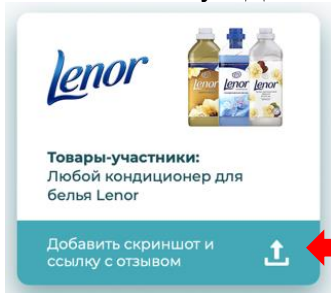 Lenor
Товары-участники:
Любой кондиционер для
белья Lenor
Добавить скриншот и
ссылку с отзывом